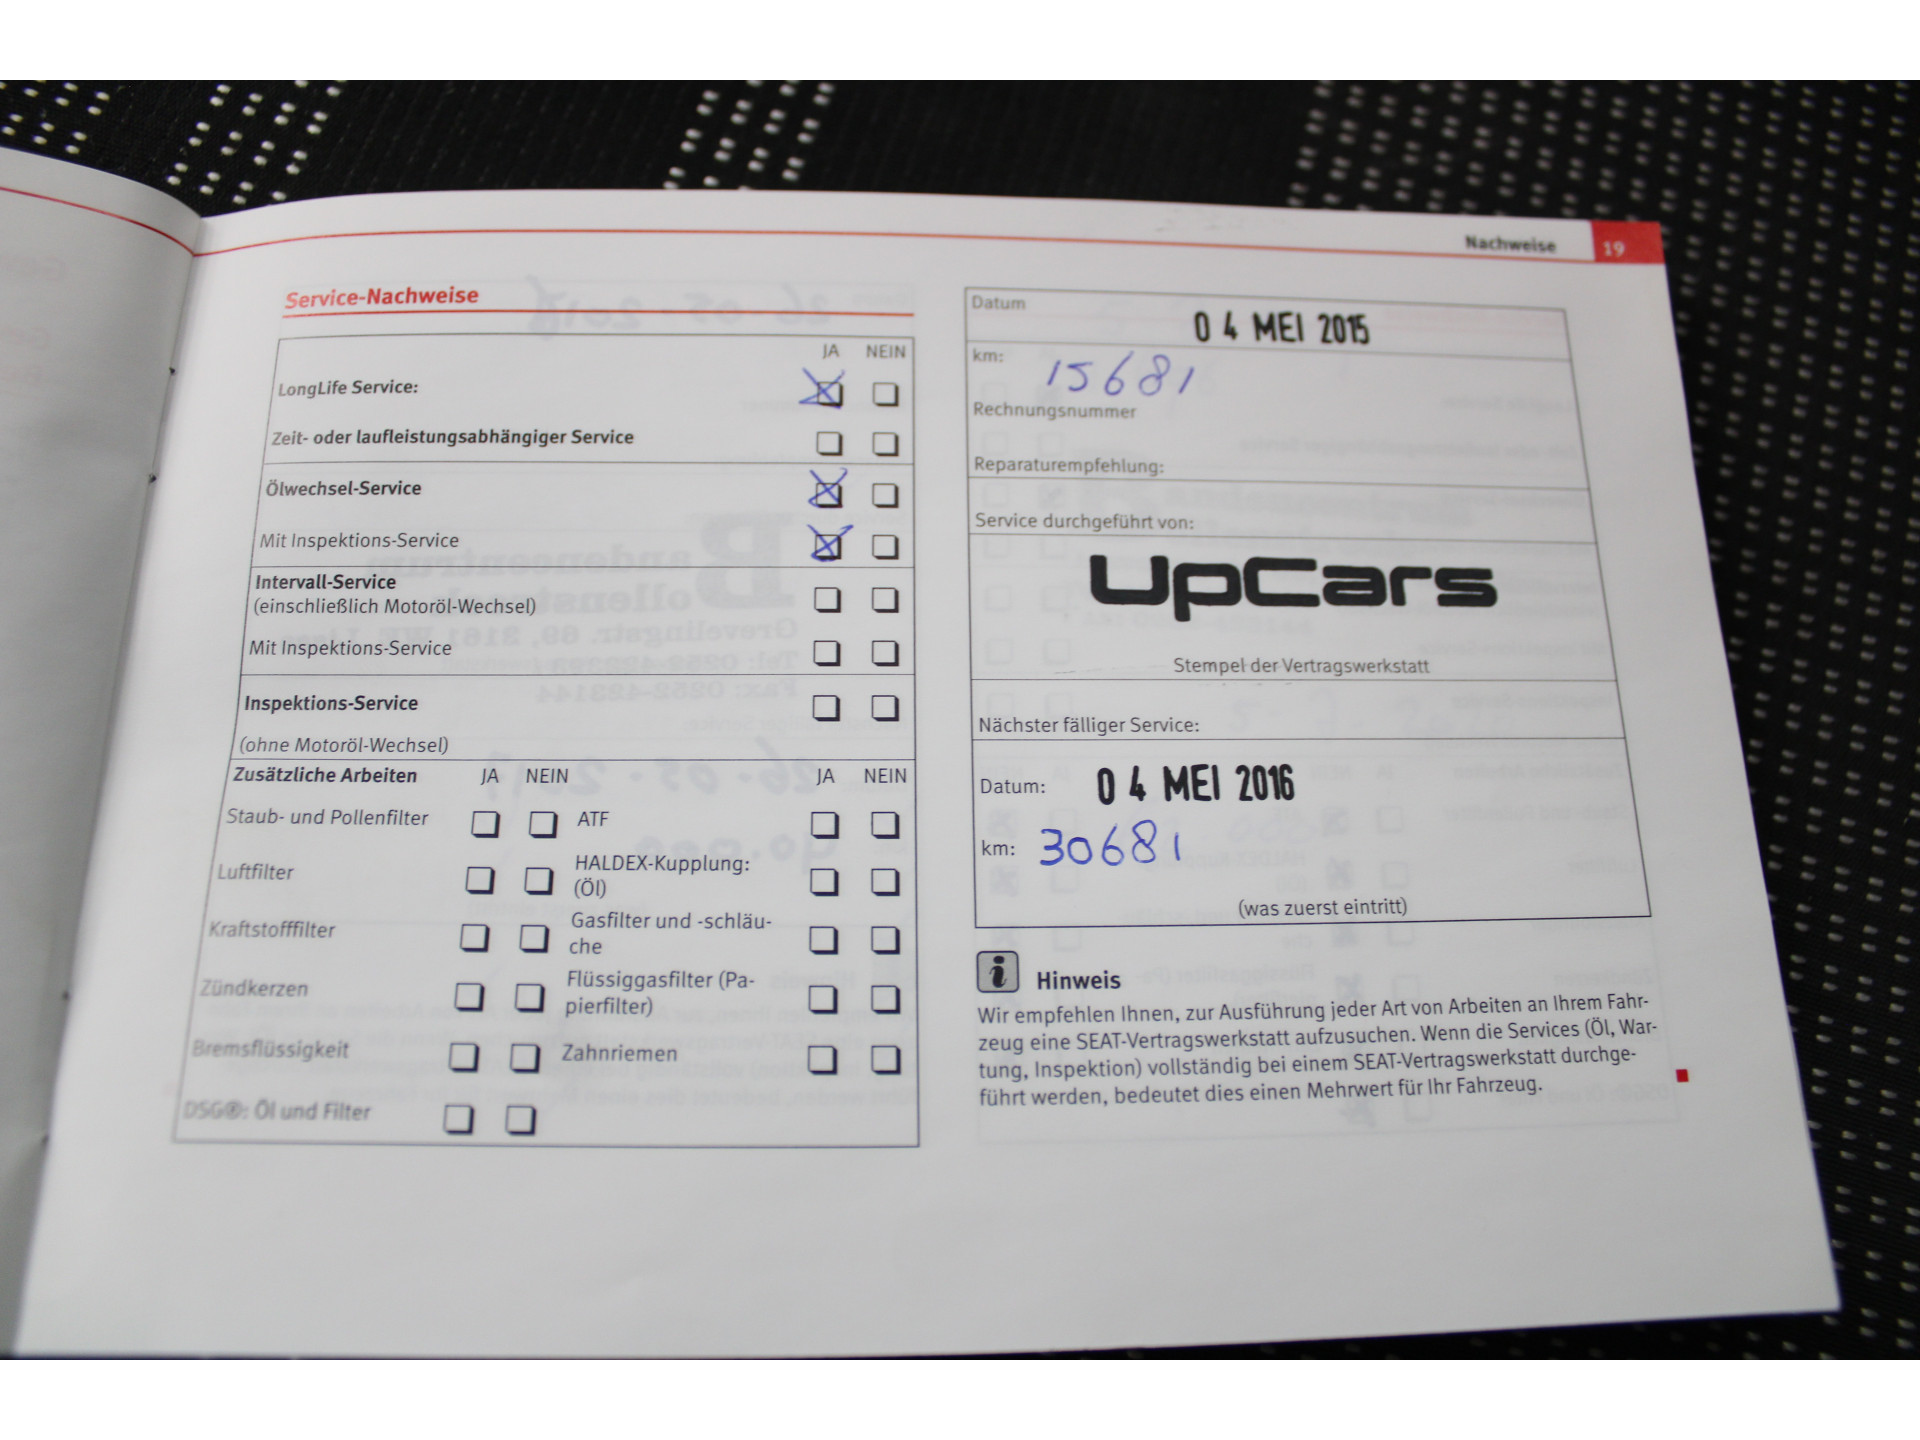 Nachweise 19
Service-Nachweise
JA NEIN
LongLife Service:
Zeit- oder laufleistungsabhängiger Service
Ölwechsel-Service
Mit Inspektions-Service
Intervall-Service
(einschließlich Motoröl-Wechsel)
Mit Inspektions-Service
Inspektions-Service
(ohne Motoröl-Wechsel)
Zusätzliche Arbeiten JA NEIN JA NEIN
Staub- und Pollenfilter ATF
Luftfilter HALDEX-Kupplung:
(Öl)
Kraftstofffilter Gasfilter und -schläu-
che
Zündkerzen Flüssiggasfilter (Pa-
pierfilter)
Bremsflüssigkeit Zahnriemen
DSG®: Öl und Filter
Datum
04 MEI 2015
km: 15681
Rechnungsnummer
Reparaturempfehlung:
Service durchgeführt von:
UpCars
Stempel der Vertragswerkstatt
Nächster fälliger Service:
Datum: 04 MEI 2016
km: 30681
(was zuerst eintritt)
i Hinweis
Wir empfehlen Ihnen, zur Ausführung jeder Art von Arbeiten an Ihrem Fahr-
zeug eine SEAT-Vertragswerkstatt aufzusuchen. Wenn die Services (Öl, War-
tung, Inspektion) vollständig bei einem SEAT-Vertragswerkstatt durchge-
führt werden, bedeutet dies einen Mehrwert für Ihr Fahrzeug.